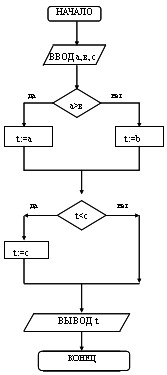 НАЧАЛО
ВВОД а, в, с
a>в
да
нет
t:=a
t:=b
t<c
да
нет
t:=c
ВЫВОД t
КОНЕЦ